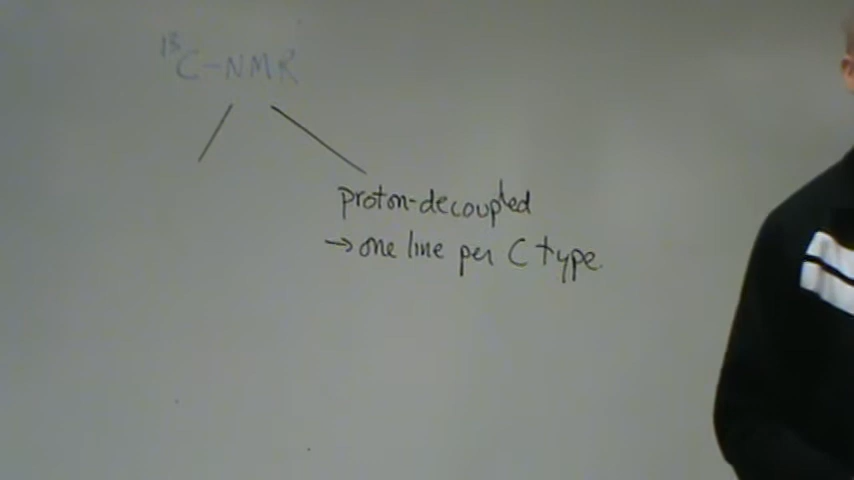 ¹³C-NMR
proton-decoupled
→ one line per C type.